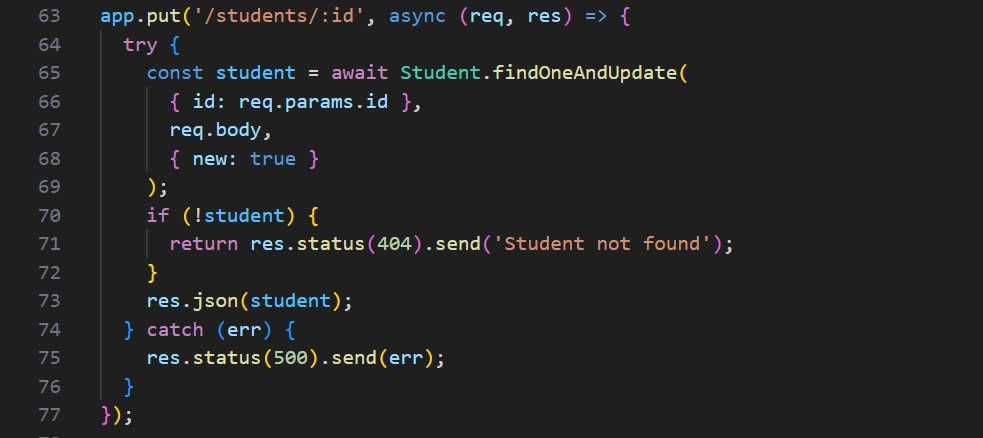 63 app.put('/students/:id', async (req, res) => {
64 try {
65 const student = await Student.findOneAndUpdate(
66 { id: req.params.id },
67 req.body,
68 { new: true }
69 );
70 if (!student) {
71 return res.status(404).send('Student not found');
72 }
73 res.json(student);
74 } catch (err) {
75 res.status(500).send(err);
76 }
77 });